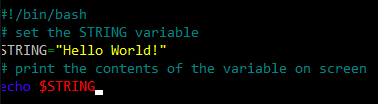 #!/bin/bash
# set the STRING variable
STRING="Hello World!"
# print the contents of the variable on screen
echo $STRING